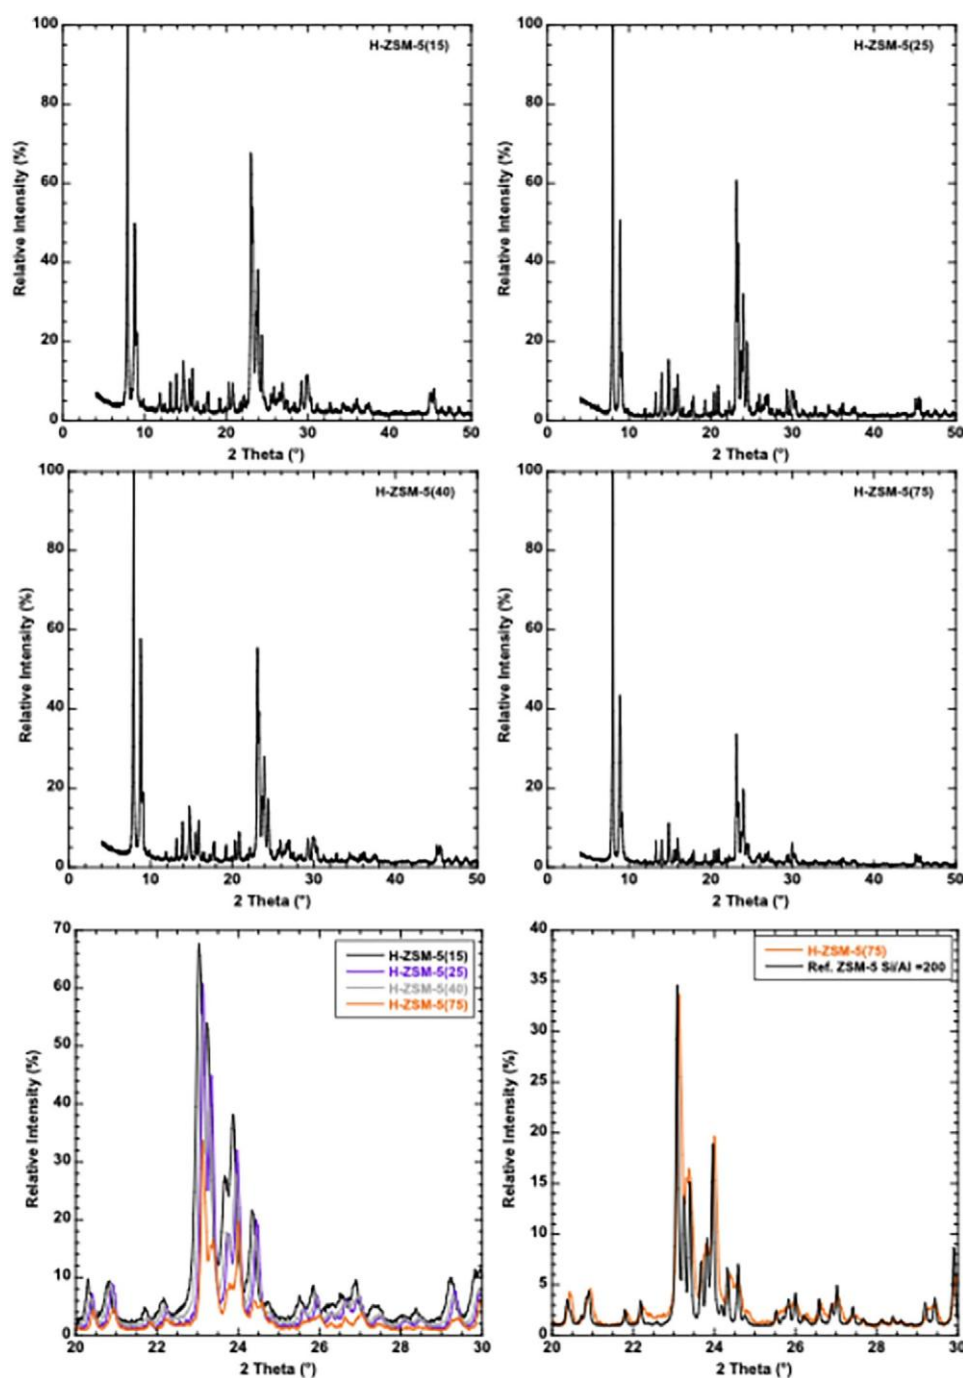 H-ZSM-5(15)
Relative Intensity (%)
100
80
60
40
20
0
0 10 20 30 40 50
2 Theta (°)
H-ZSM-5(25)
Relative Intensity (%)
100
80
60
40
20
0
0 10 20 30 40 50
2 Theta (°)
H-ZSM-5(40)
Relative Intensity (%)
100
80
60
40
20
0
0 10 20 30 40 50
2 Theta (°)
H-ZSM-5(75)
Relative Intensity (%)
100
80
60
40
20
0
0 10 20 30 40 50
2 Theta (°)
H-ZSM-5(15)
H-ZSM-5(25)
H-ZSM-5(40)
H-ZSM-5(75)
Relative Intensity (%)
70
60
50
40
30
20
10
0
20 22 24 26 28 30
2 Theta (°)
H-ZSM-5(75)
Ref. ZSM-5 Si/Al =200
Relative Intensity (%)
40
35
30
25
20
15
10
5
0
20 22 24 26 28 30
2 Theta (°)